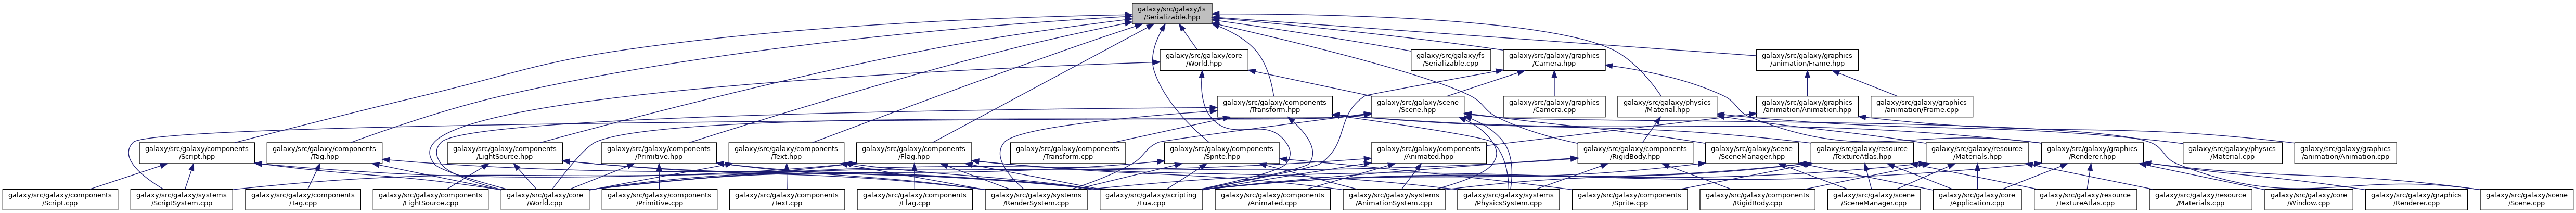 galaxy/src/galaxy/fs
/Serializable.hpp
galaxy/src/galaxy/core
/World.hpp
galaxy/src/galaxy/fs
/Serializable.cpp
galaxy/src/galaxy/graphics
/Camera.hpp
galaxy/src/galaxy/graphics
/animation/Frame.hpp
galaxy/src/galaxy/components
/Transform.hpp
galaxy/src/galaxy/scene
/Scene.hpp
galaxy/src/galaxy/graphics
/Camera.cpp
galaxy/src/galaxy/physics
/Material.hpp
galaxy/src/galaxy/graphics
/animation/Animation.hpp
galaxy/src/galaxy/graphics
/animation/Frame.cpp
galaxy/src/galaxy/components
/Script.hpp
galaxy/src/galaxy/components
/Tag.hpp
galaxy/src/galaxy/components
/LightSource.hpp
galaxy/src/galaxy/components
/Primitive.hpp
galaxy/src/galaxy/components
/Text.hpp
galaxy/src/galaxy/components
/Flag.hpp
galaxy/src/galaxy/components
/Transform.cpp
galaxy/src/galaxy/components
/Sprite.hpp
galaxy/src/galaxy/components
/Animated.hpp
galaxy/src/galaxy/components
/RigidBody.hpp
galaxy/src/galaxy/scene
/SceneManager.hpp
galaxy/src/galaxy/resource
/TextureAtlas.hpp
galaxy/src/galaxy/resource
/Materials.hpp
galaxy/src/galaxy/graphics
/Renderer.hpp
galaxy/src/galaxy/physics
/Material.cpp
galaxy/src/galaxy/graphics
/animation/Animation.cpp
galaxy/src/galaxy/components
/Script.cpp
galaxy/src/galaxy/systems
/ScriptSystem.cpp
galaxy/src/galaxy/components
/Tag.cpp
galaxy/src/galaxy/components
/LightSource.cpp
galaxy/src/galaxy/core
/World.cpp
galaxy/src/galaxy/components
/Primitive.cpp
galaxy/src/galaxy/components
/Text.cpp
galaxy/src/galaxy/components
/Flag.cpp
galaxy/src/galaxy/systems
/RenderSystem.cpp
galaxy/src/galaxy/scripting
/Lua.cpp
galaxy/src/galaxy/components
/Animated.cpp
galaxy/src/galaxy/systems
/AnimationSystem.cpp
galaxy/src/galaxy/systems
/PhysicsSystem.cpp
galaxy/src/galaxy/components
/Sprite.cpp
galaxy/src/galaxy/components
/RigidBody.cpp
galaxy/src/galaxy/scene
/SceneManager.cpp
galaxy/src/galaxy/core
/Application.cpp
galaxy/src/galaxy/resource
/TextureAtlas.cpp
galaxy/src/galaxy/resource
/Materials.cpp
galaxy/src/galaxy/core
/Window.cpp
galaxy/src/galaxy/graphics
/Renderer.cpp
galaxy/src/galaxy/scene
/Scene.cpp